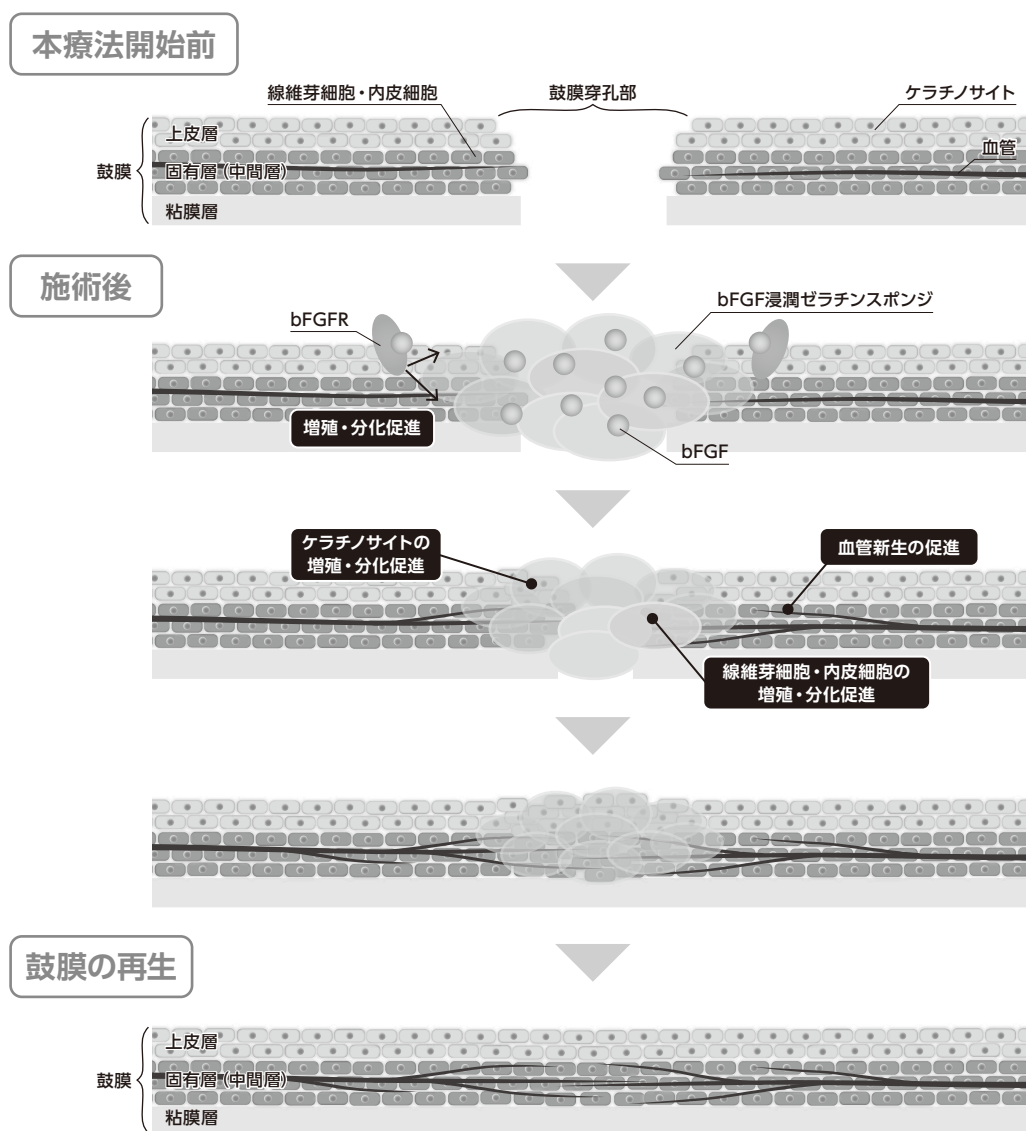 本療法開始前
線維芽細胞・内皮細胞
鼓膜穿孔部
ケラチノサイト
上皮層
血管
鼓膜
固有層（中間層）
粘膜層
施術後
bFGFR
bFGF浸潤ゼラチンスポンジ
増殖・分化促進
bFGF
ケラチノサイトの
増殖・分化促進
血管新生の促進
線維芽細胞・内皮細胞の
増殖・分化促進
鼓膜の再生
上皮層
鼓膜
固有層（中間層）
粘膜層